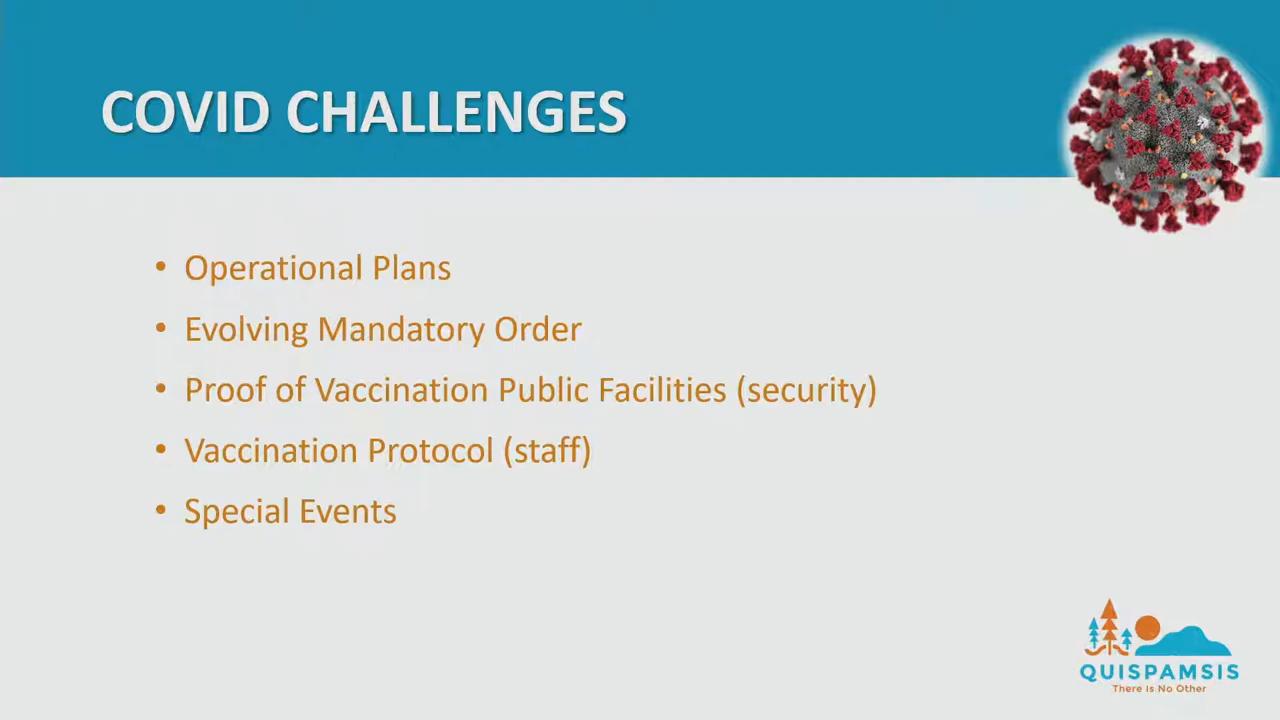 COVID CHALLENGES
• Operational Plans
• Evolving Mandatory Order
• Proof of Vaccination Public Facilities (security)
• Vaccination Protocol (staff)
• Special Events
QUISPAMSIS
There Is No Other